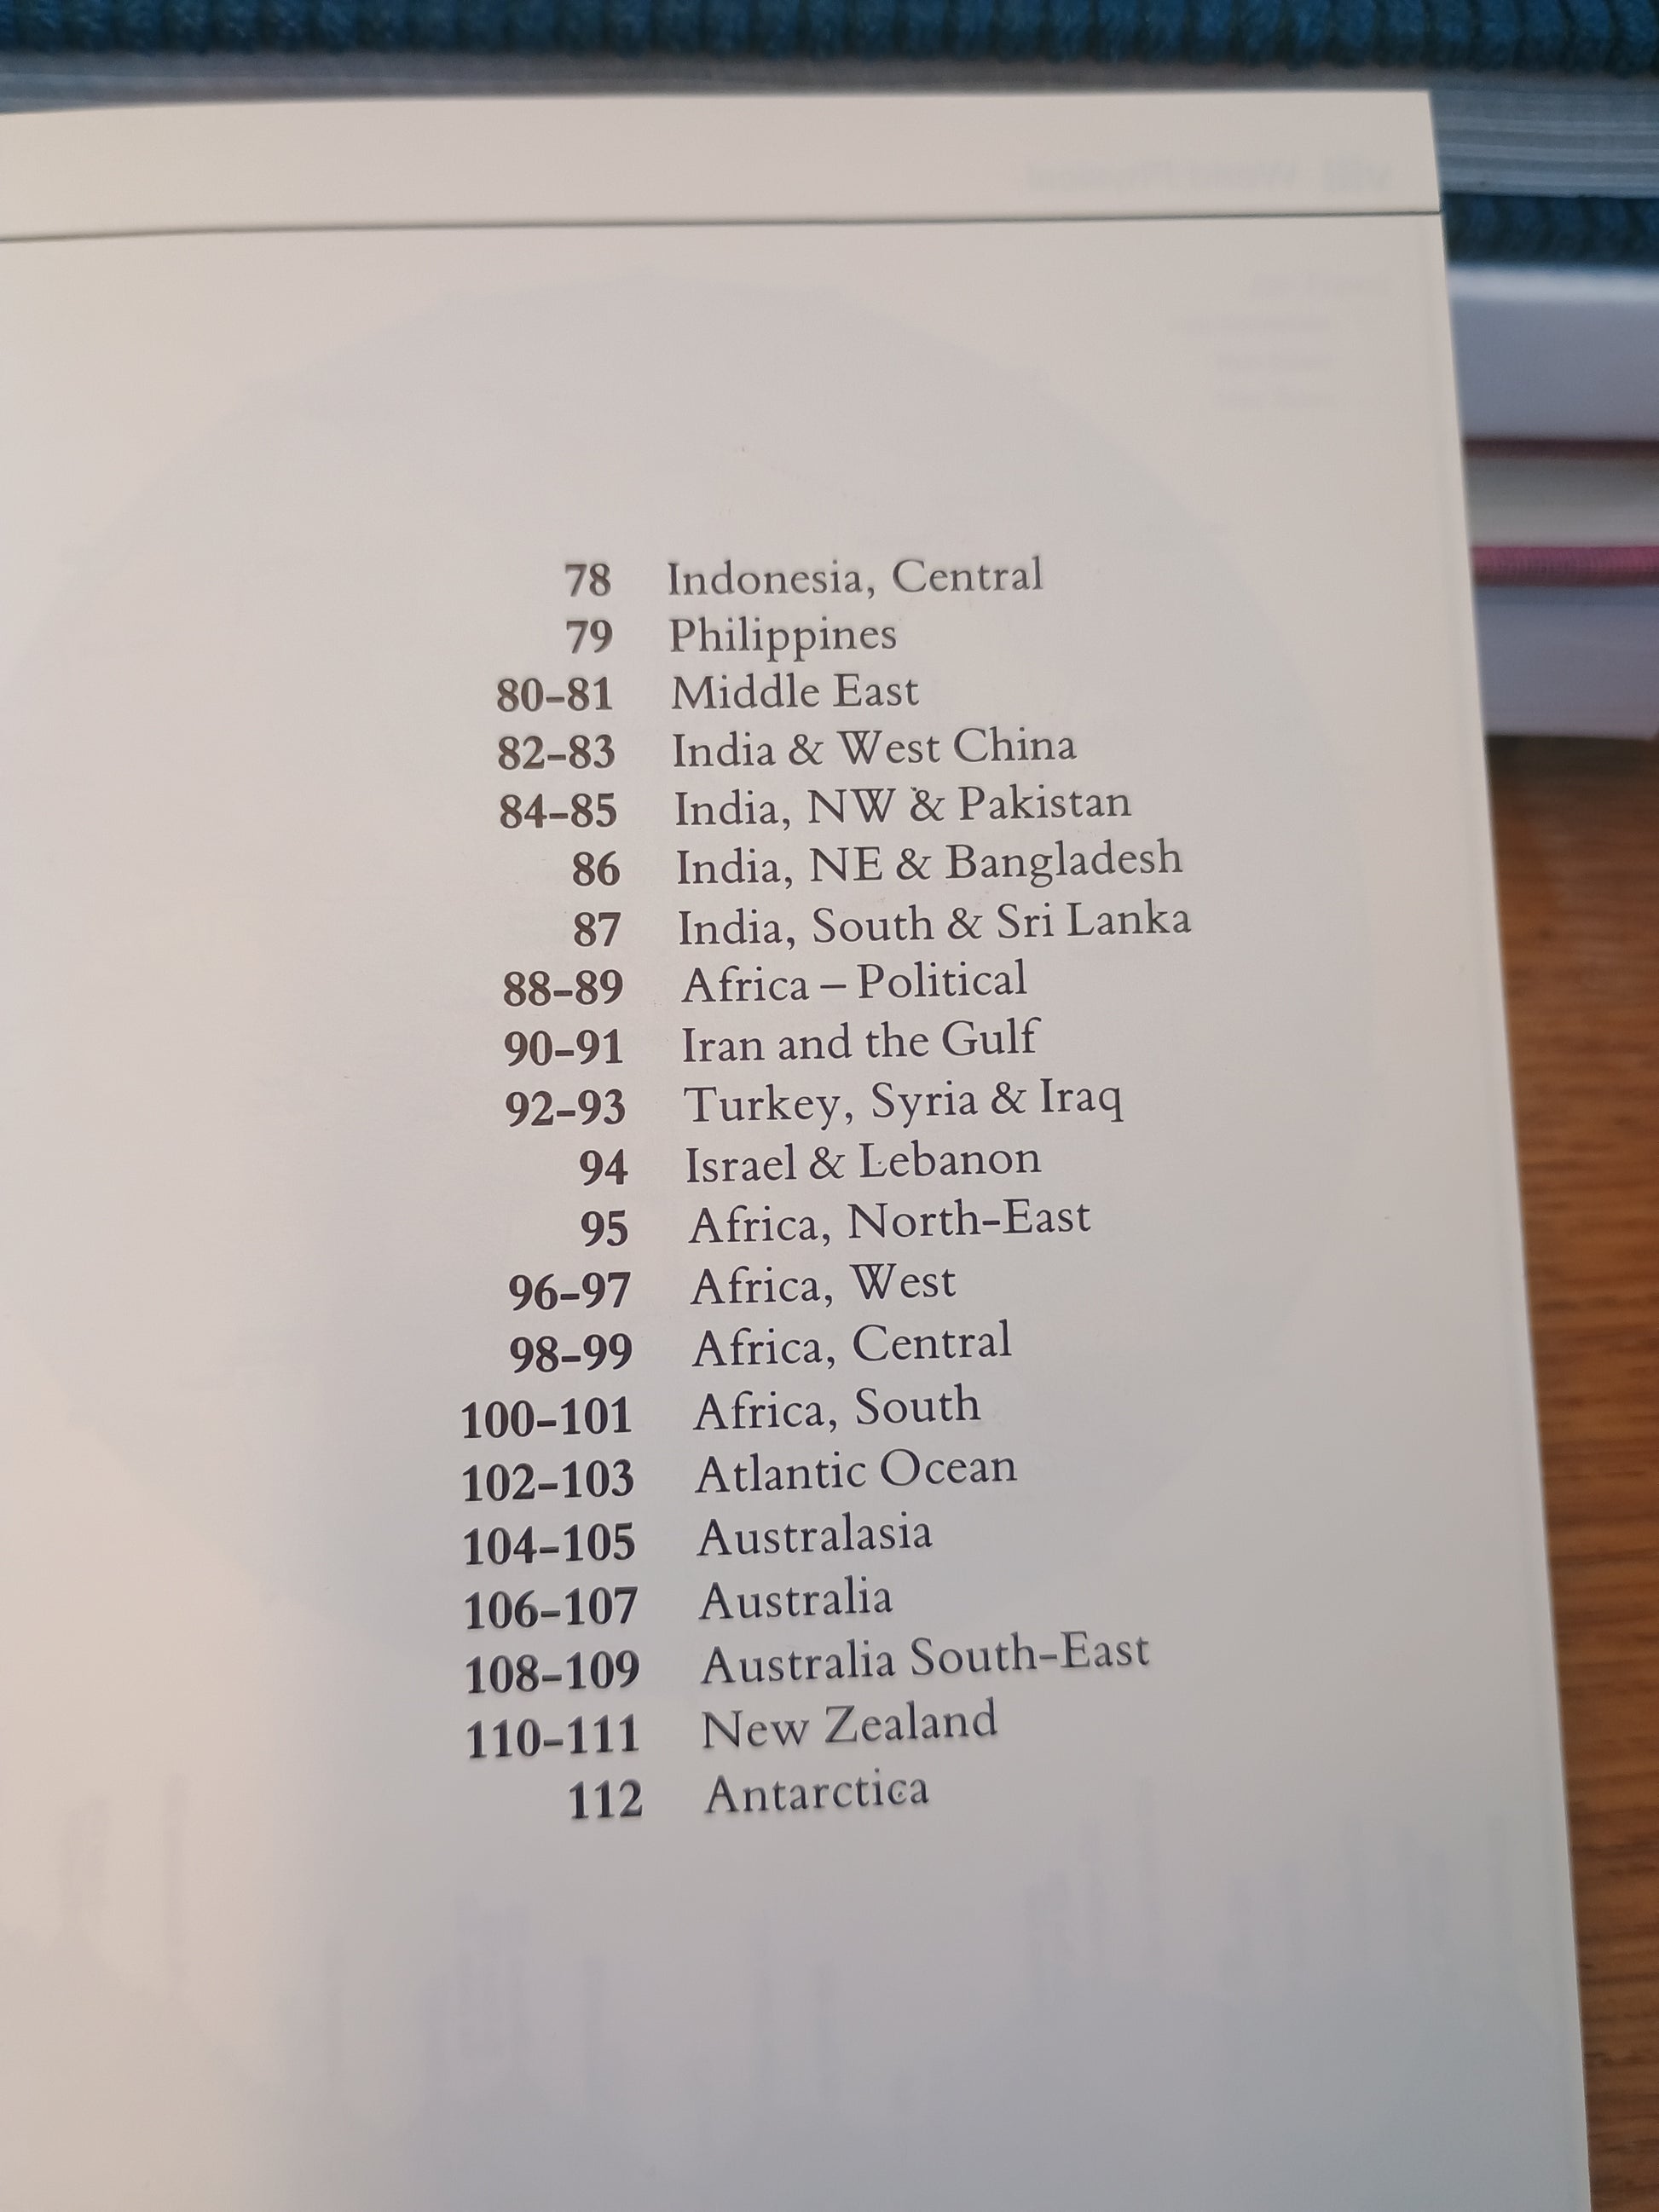 78 Indonesia, Central
79 Philippines
80–81 Middle East
82–83 India & West China
84–85 India, NW & Pakistan
86 India, NE & Bangladesh
87 India, South & Sri Lanka
88–89 Africa – Political
90–91 Iran and the Gulf
92–93 Turkey, Syria & Iraq
94 Israel & Lebanon
95 Africa, North-East
96–97 Africa, West
98–99 Africa, Central
100–101 Africa, South
102–103 Atlantic Ocean
104–105 Australasia
106–107 Australia
108–109 Australia South-East
110–111 New Zealand
112 Antarctica